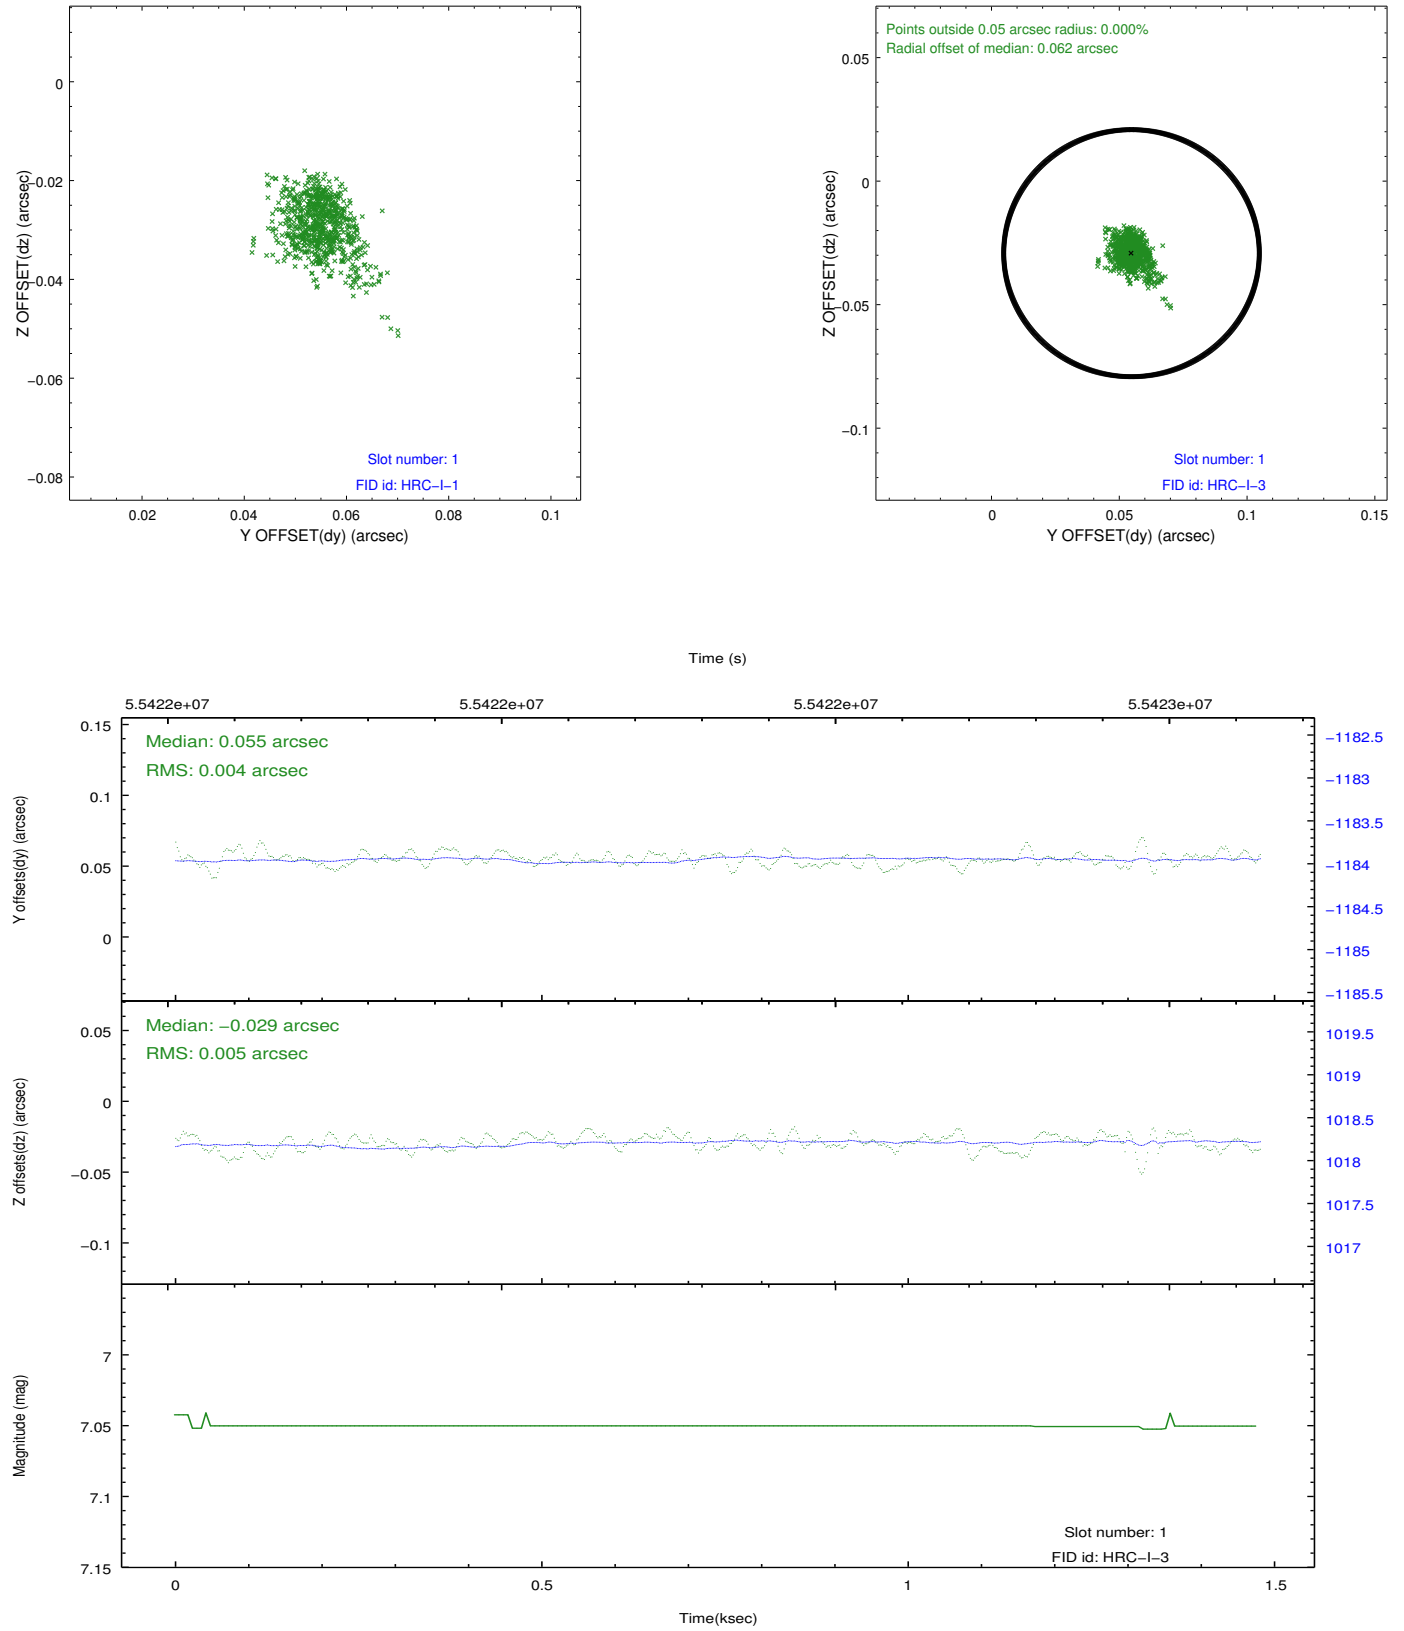 0
−0.02
−0.04
−0.06
−0.08
Z OFFSET(dz) (arcsec)
Slot number: 1
FID id: HRC−I−1
0.02
0.04
0.06
0.08
0.1
Y OFFSET(dy) (arcsec)
Points outside 0.05 arcsec radius: 0.000%
Radial offset of median: 0.062 arcsec
0.05
0
−0.05
−0.1
Z OFFSET(dz) (arcsec)
Slot number: 1
FID id: HRC−I−3
0
0.05
0.1
0.15
Y OFFSET(dy) (arcsec)
Time (s)
5.5422e+07
5.5422e+07
5.5422e+07
5.5423e+07
Median: 0.055 arcsec
RMS: 0.004 arcsec
0.15
0.1
0.05
0
Y offsets(dy) (arcsec)
−1182.5
−1183
−1183.5
−1184
−1184.5
−1185
−1185.5
Median: −0.029 arcsec
RMS: 0.005 arcsec
0.05
0
−0.05
−0.1
Z offsets(dz) (arcsec)
1019.5
1019
1018.5
1018
1017.5
1017
7
7.05
7.1
7.15
Magnitude (mag)
Slot number: 1
FID id: HRC−I−3
0
0.5
1
1.5
Time(ksec)